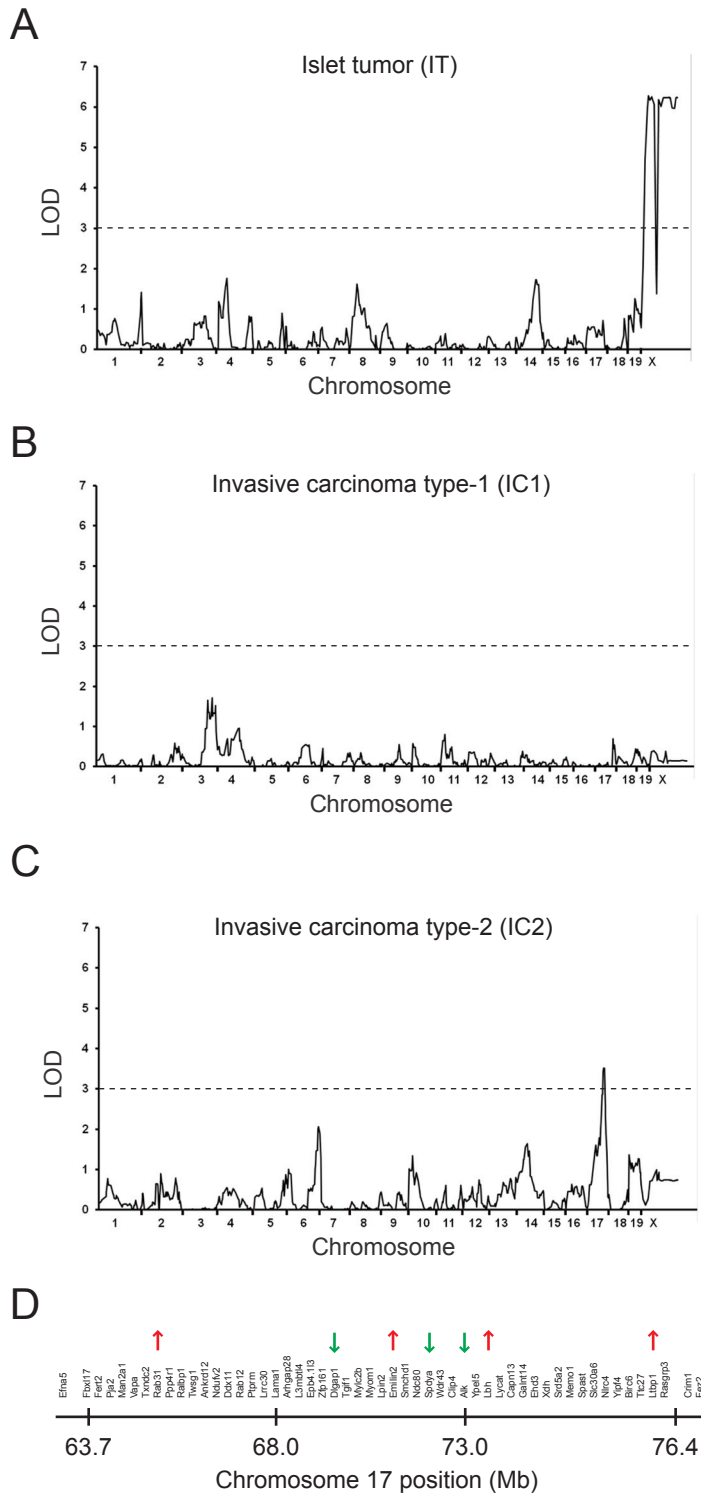 A
Islet tumor (IT)
7
6
5
4
3
2
1
0
LOD
1 2 3 4 5 6 7 8 9 10 11 12 13 14 15 16 17 18 19 X
Chromosome
B
Invasive carcinoma type-1 (IC1)
7
6
5
4
3
2
1
0
LOD
1 2 3 4 5 6 7 8 9 10 11 12 13 14 15 16 17 18 19 X
Chromosome
C
Invasive carcinoma type-2 (IC2)
7
6
5
4
3
2
1
0
LOD
1 2 3 4 5 6 7 8 9 10 11 12 13 14 15 16 17 18 19 X
Chromosome
D
Efna5
Fbxl17
Fert2
Pja2
Man2a1
Vapa
Txndc2
Rab31
Ppp4r1
Ralbp1
Twsg1
Ankrd12
Ndufv2
Ddx11
Rab12
Ptprm
Lrrc30
Lama1
Arhgap28
L3mbtl4
Epb4.1l3
Zfp161
Dlgap1
Tgif1
Mylc2b
Myom1
Lpin2
Emilin2
Smchd1
Ndc80
Spdya
Wdr43
Clip4
Alk
Ypel5
Lbh
Lycat
Capn13
Galnt14
Ehd3
Xdh
Srd5a2
Memo1
Spast
Slc30a6
Nlrc4
Yipf4
Birc6
Ttc27
Ltbp1
Rasgrp3
Crim1
Fez2
63.7 68.0 73.0 76.4
Chromosome 17 position (Mb)